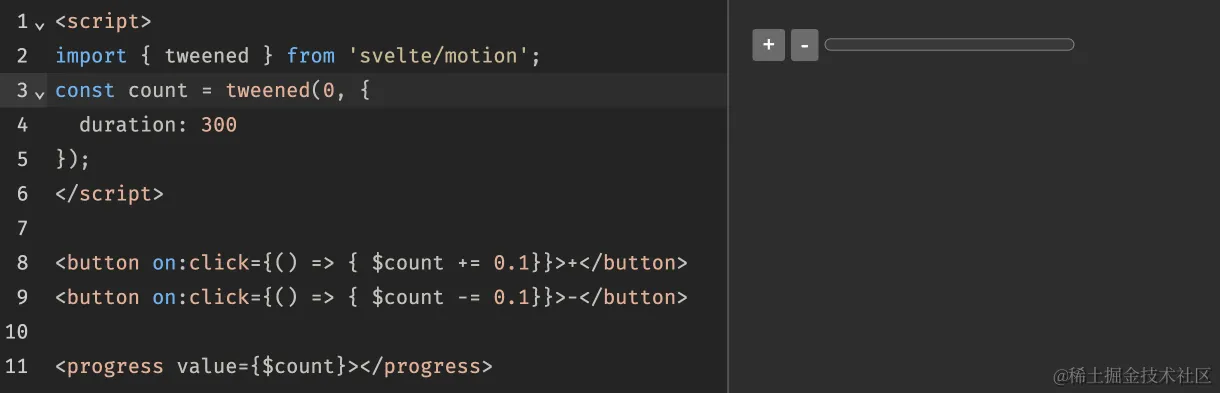 1 <script>
2 import { tweened } from 'svelte/motion';
3 const count = tweened(0, {
4   duration: 300
5 });
6 </script>
7
8 <button on:click={() => { $count += 0.1}}>+</button>
9 <button on:click={() => { $count -= 0.1}}>-</button>
10
11 <progress value={$count}></progress>
+ -
@稀土掘金技术社区